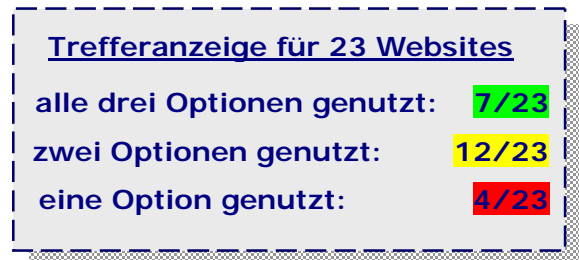 Trefferanzeige für 23 Websites
alle drei Optionen genutzt: 7/23
zwei Optionen genutzt: 12/23
eine Option genutzt: 4/23